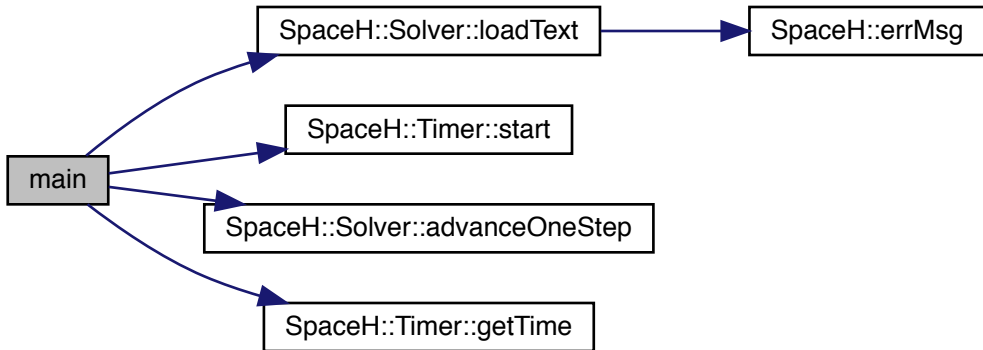 SpaceH::Solver::loadText
SpaceH::errMsg
SpaceH::Timer::start
main
SpaceH::Solver::advanceOneStep
SpaceH::Timer::getTime